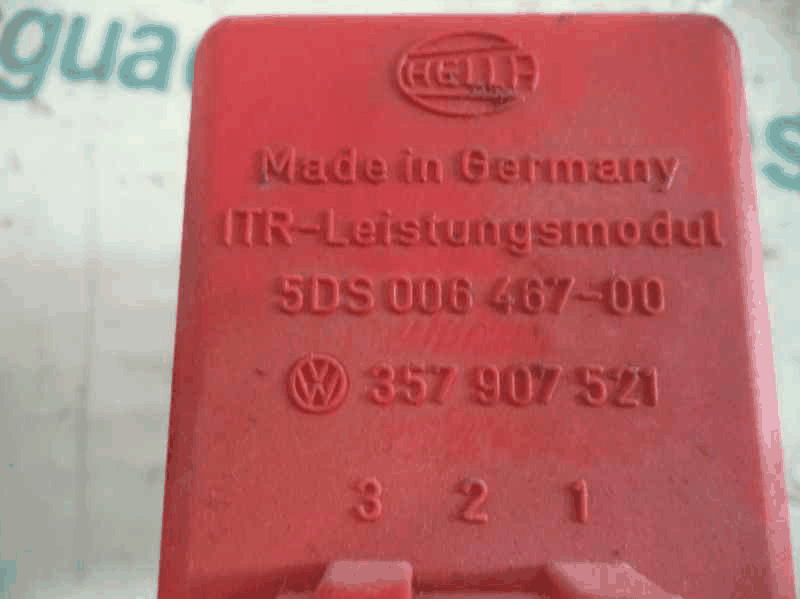 HELLA
Made in Germany
ITR-Leistungsmodul
5DS 006 467-00
VW 357 907 521
3 2 1